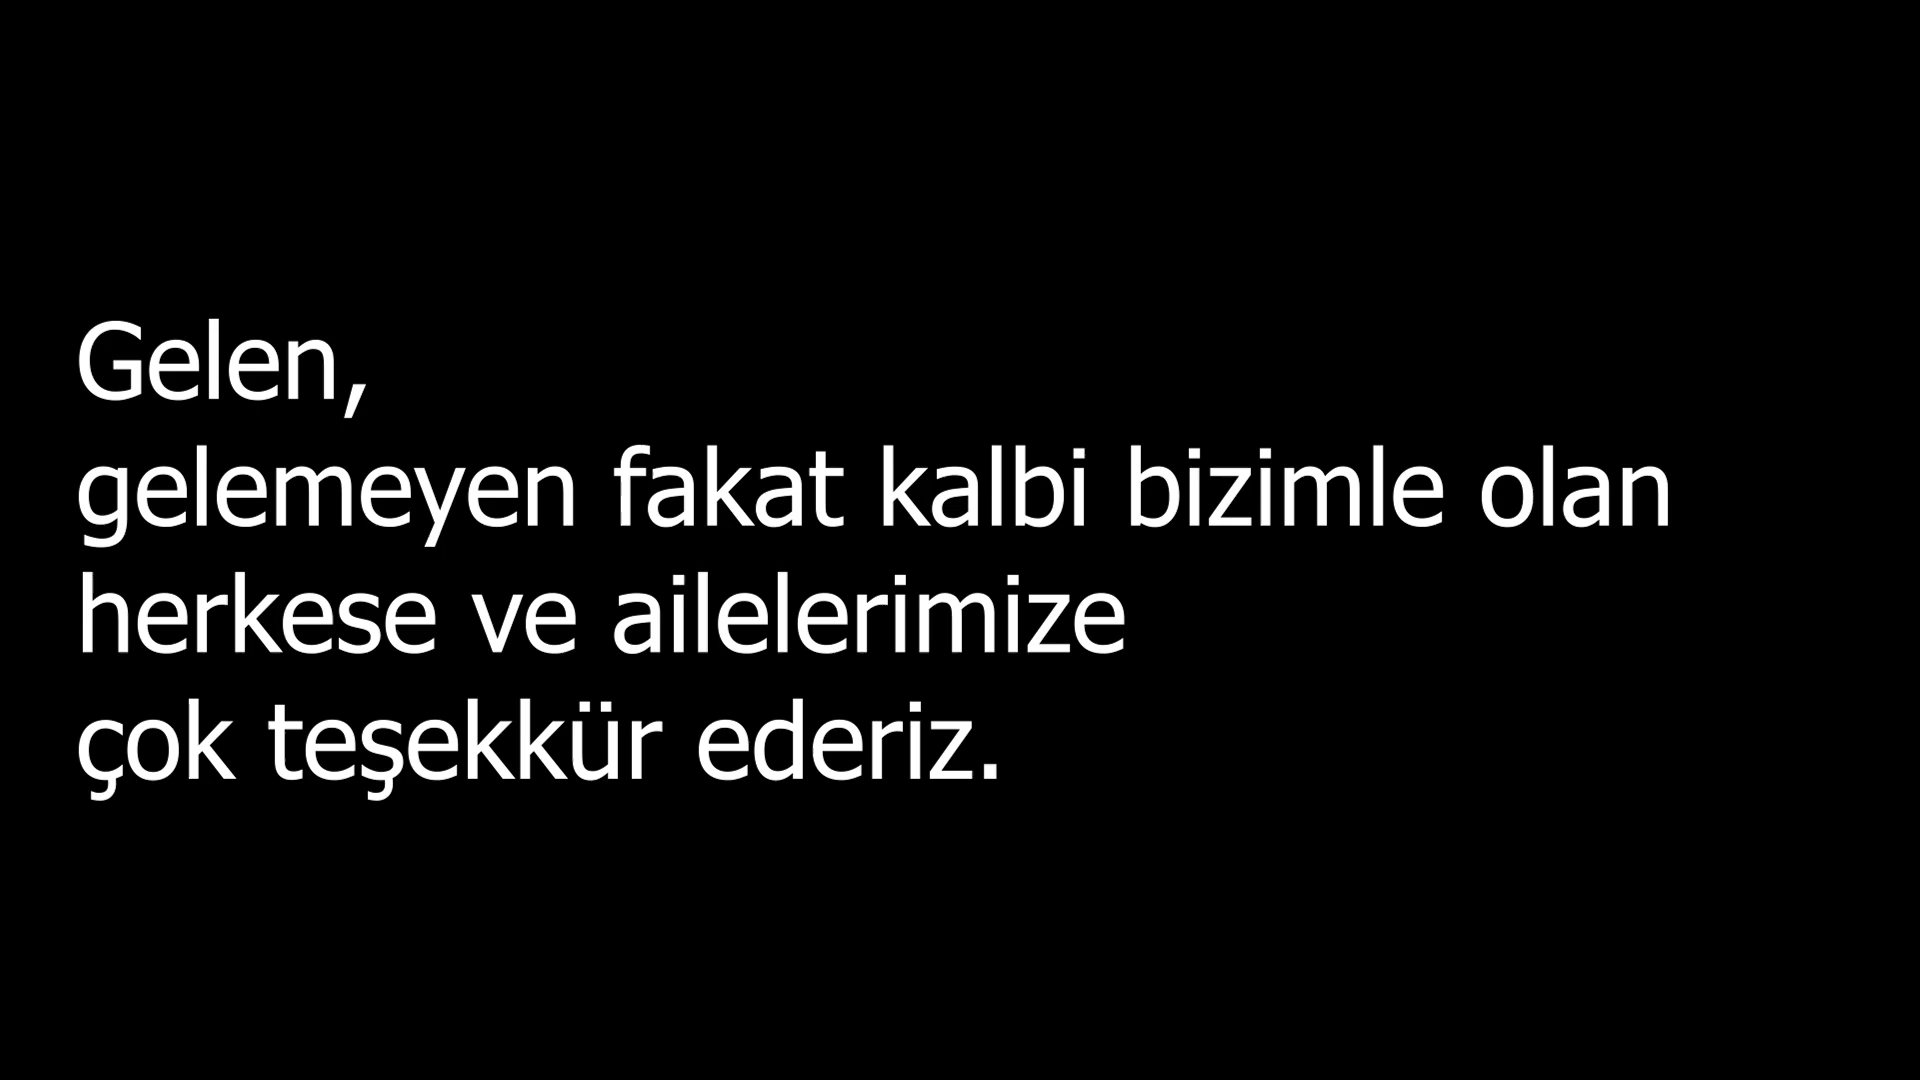 Gelen,
gelemeyen fakat kalbi bizimle olan
herkese ve ailelerimize
çok teşekkür ederiz.